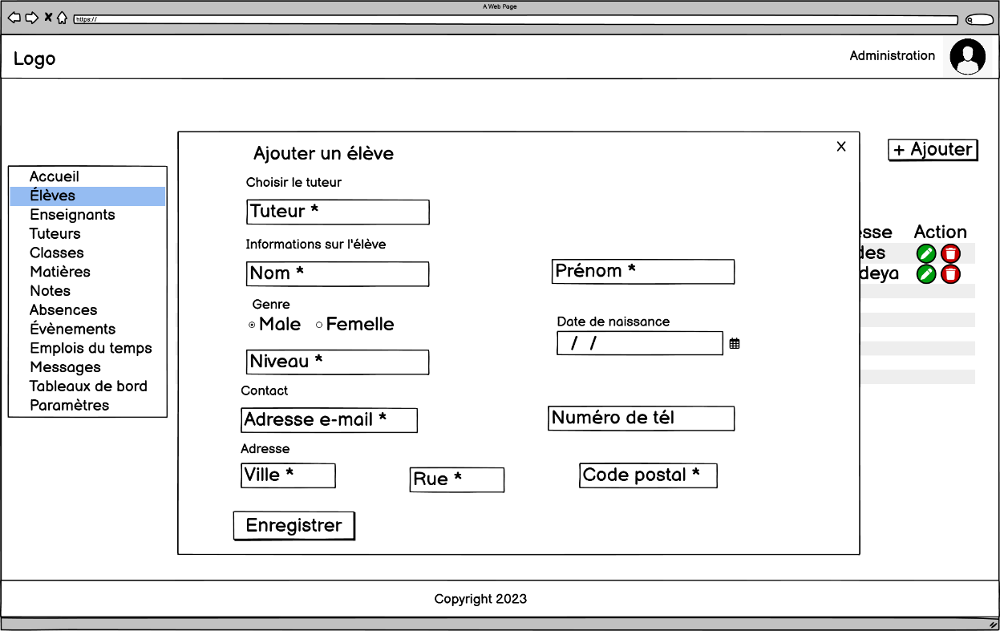 A Web Page
https://
Logo
Administration
+ Ajouter
Accueil
Élèves
Enseignants
Tuteurs
Classes
Matières
Notes
Absences
Évènements
Emplois du temps
Messages
Tableaux de bord
Paramètres
Ajouter un élève
X
Choisir le tuteur
Tuteur *
Informations sur l'élève
Nom *
Prénom *
Genre
Male Femelle
Date de naissance
/ /
Niveau *
Contact
Adresse e-mail *
Numéro de tél
Adresse
Ville *
Rue *
Code postal *
Enregistrer
esse Action
des
deya
Copyright 2023